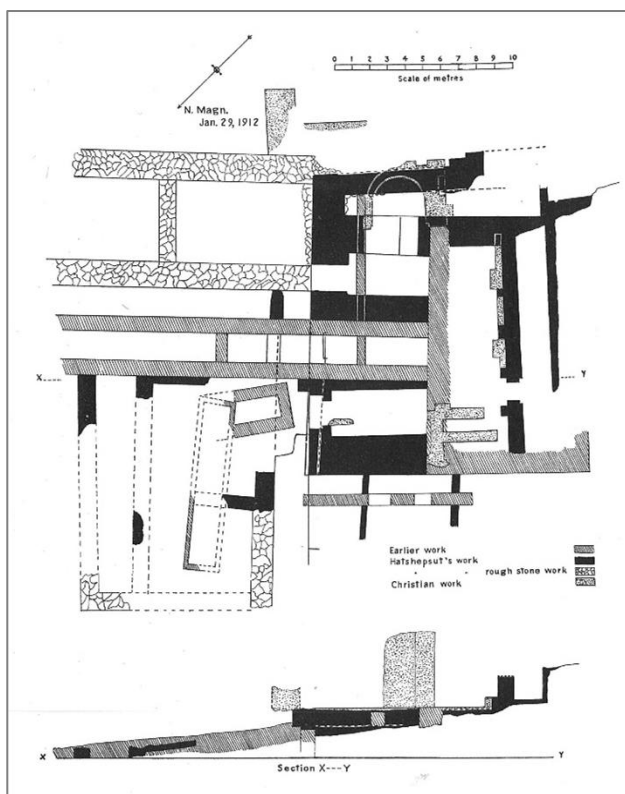 0 1 2 3 4 5 6 7 8 9 10
Scale of metres
N. Magn.
Jan. 29, 1912
X Y
Earlier work
Hatshepsut's work
" " rough stone work
Christian work
X Y
Section X---Y